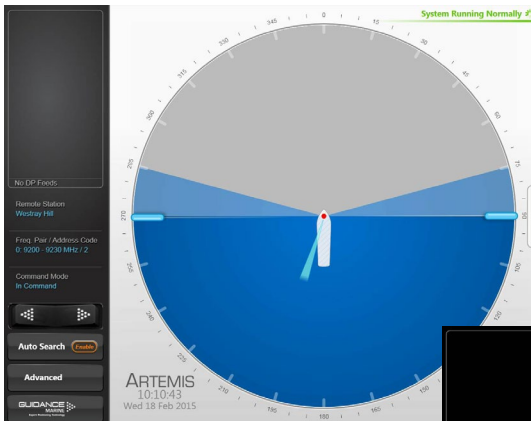 System Running Normally
No DP Feeds
Remote Station
Westray Hill
Freq. Pair / Address Code
0: 9200 - 9230 MHz / 2
Command Mode
In Command
Auto Search Enable
Advanced
GUIDANCE
MARINE
ARTEMIS
10:10:43
Wed 18 Feb 2015
0
15
30
45
60
75
90
105
120
150
165
180
195
210
225
240
255
270
285
300
315
330
345